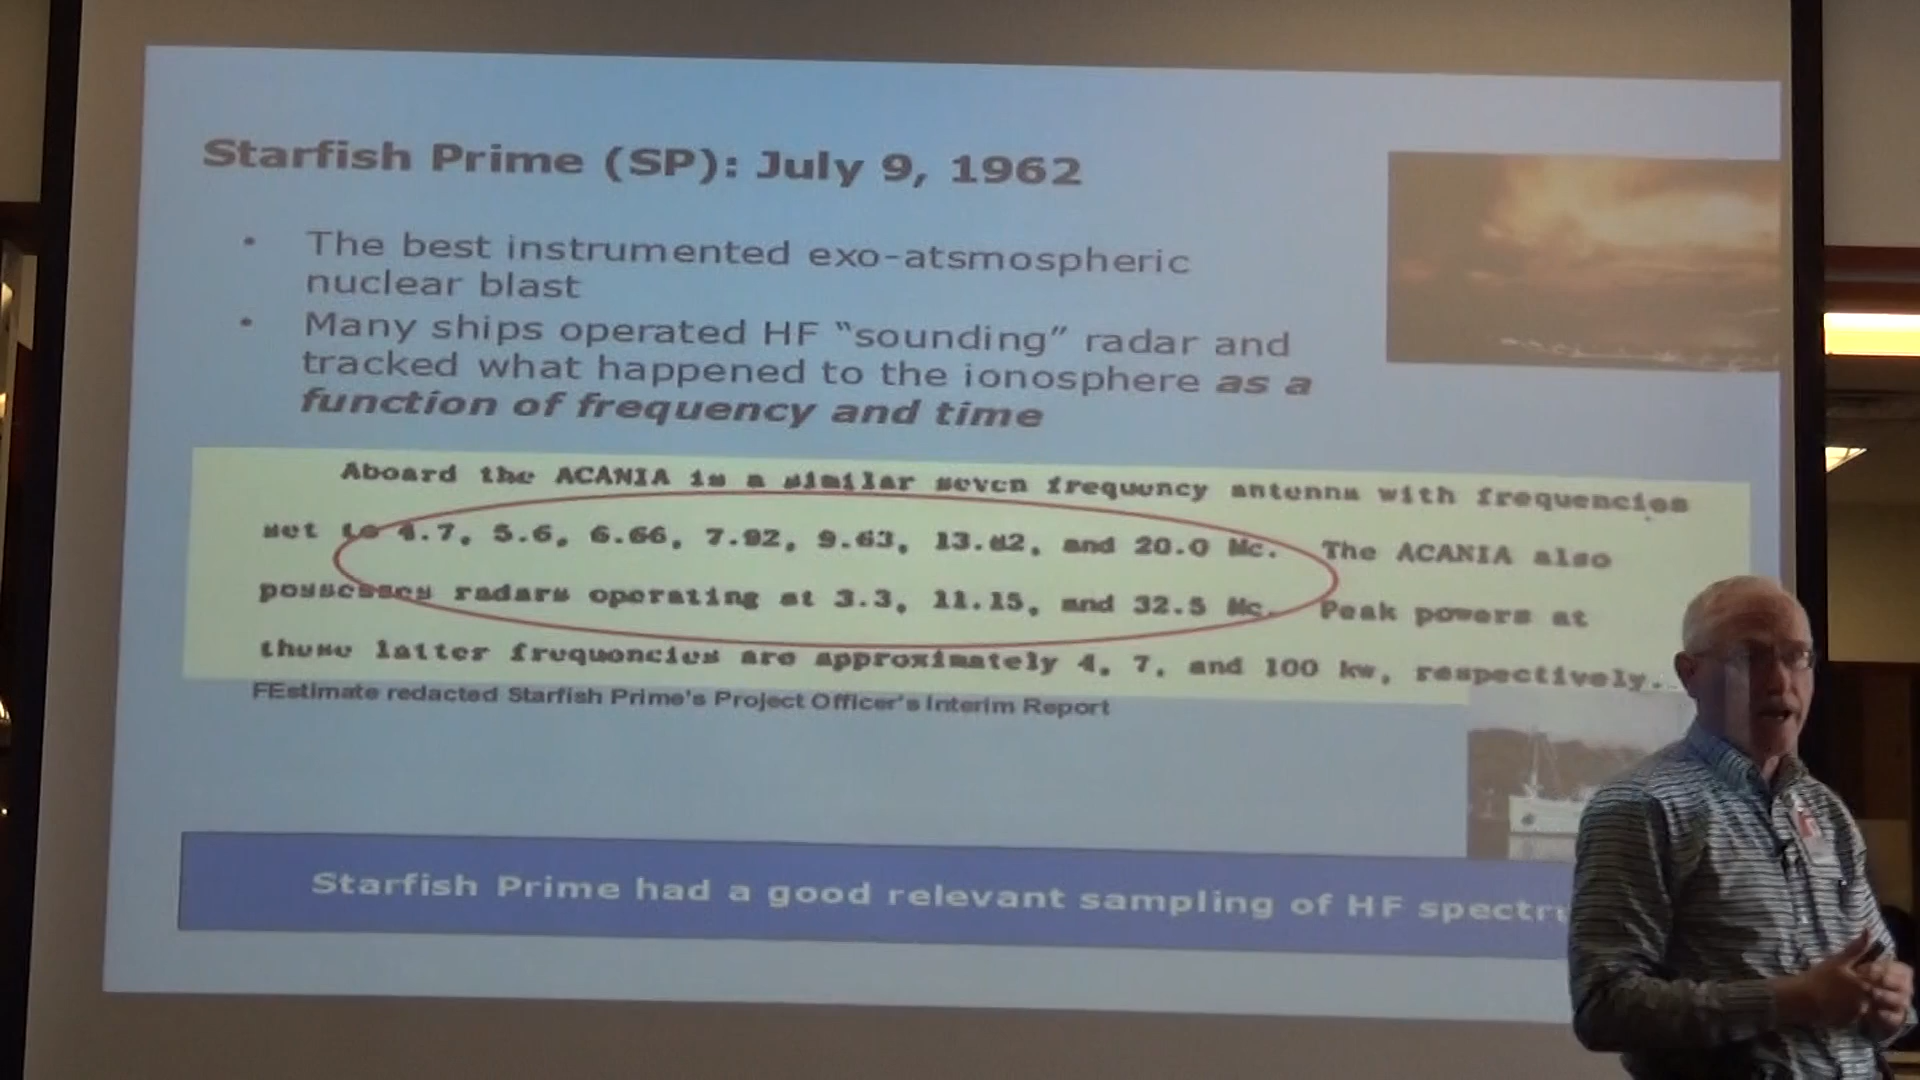 Starfish Prime (SP): July 9, 1962
• The best instrumented exo-atsmospheric
nuclear blast
• Many ships operated HF “sounding” radar and
tracked what happened to the ionosphere as a
function of frequency and time
Aboard the ACANIA is a similar seven frequency antenna with frequencies
set to 4.7, 5.6, 6.66, 7.92, 9.63, and 20.0 Mc. The ACANIA also
possesses radars operating at 3.3, 11.15, and 32.5 Mc. Peak powers at
these latter frequencies are approximately 4, 7, and 100 kw, respectively.
FEstimate redacted Starfish Prime's Project Officer's Interim Report
Starfish Prime had a good relevant sampling of HF